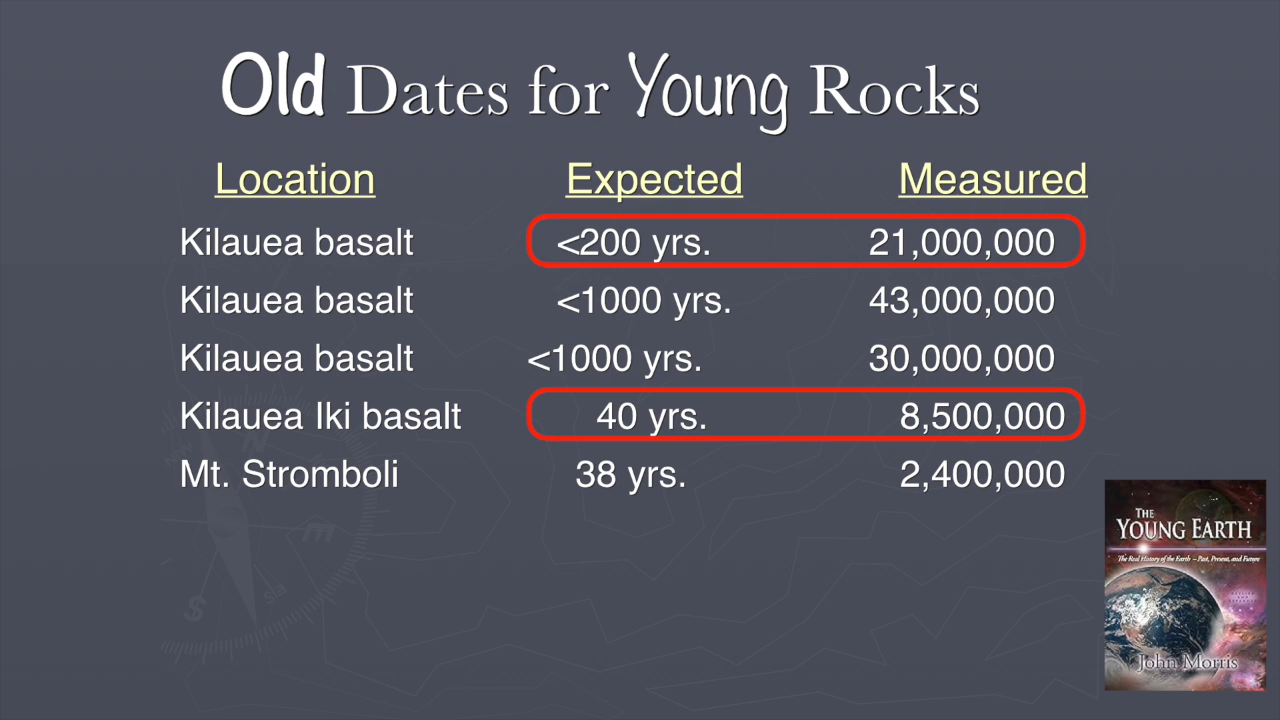 Old Dates for Young Rocks
Location Expected Measured
Kilauea basalt <200 yrs. 21,000,000
Kilauea basalt <1000 yrs. 43,000,000
Kilauea basalt <1000 yrs. 30,000,000
Kilauea Iki basalt 40 yrs. 8,500,000
Mt. Stromboli 38 yrs. 2,400,000
THE
YOUNG EARTH
The Real History of the Earth – Past, Present, and Future
John Morris
m
S